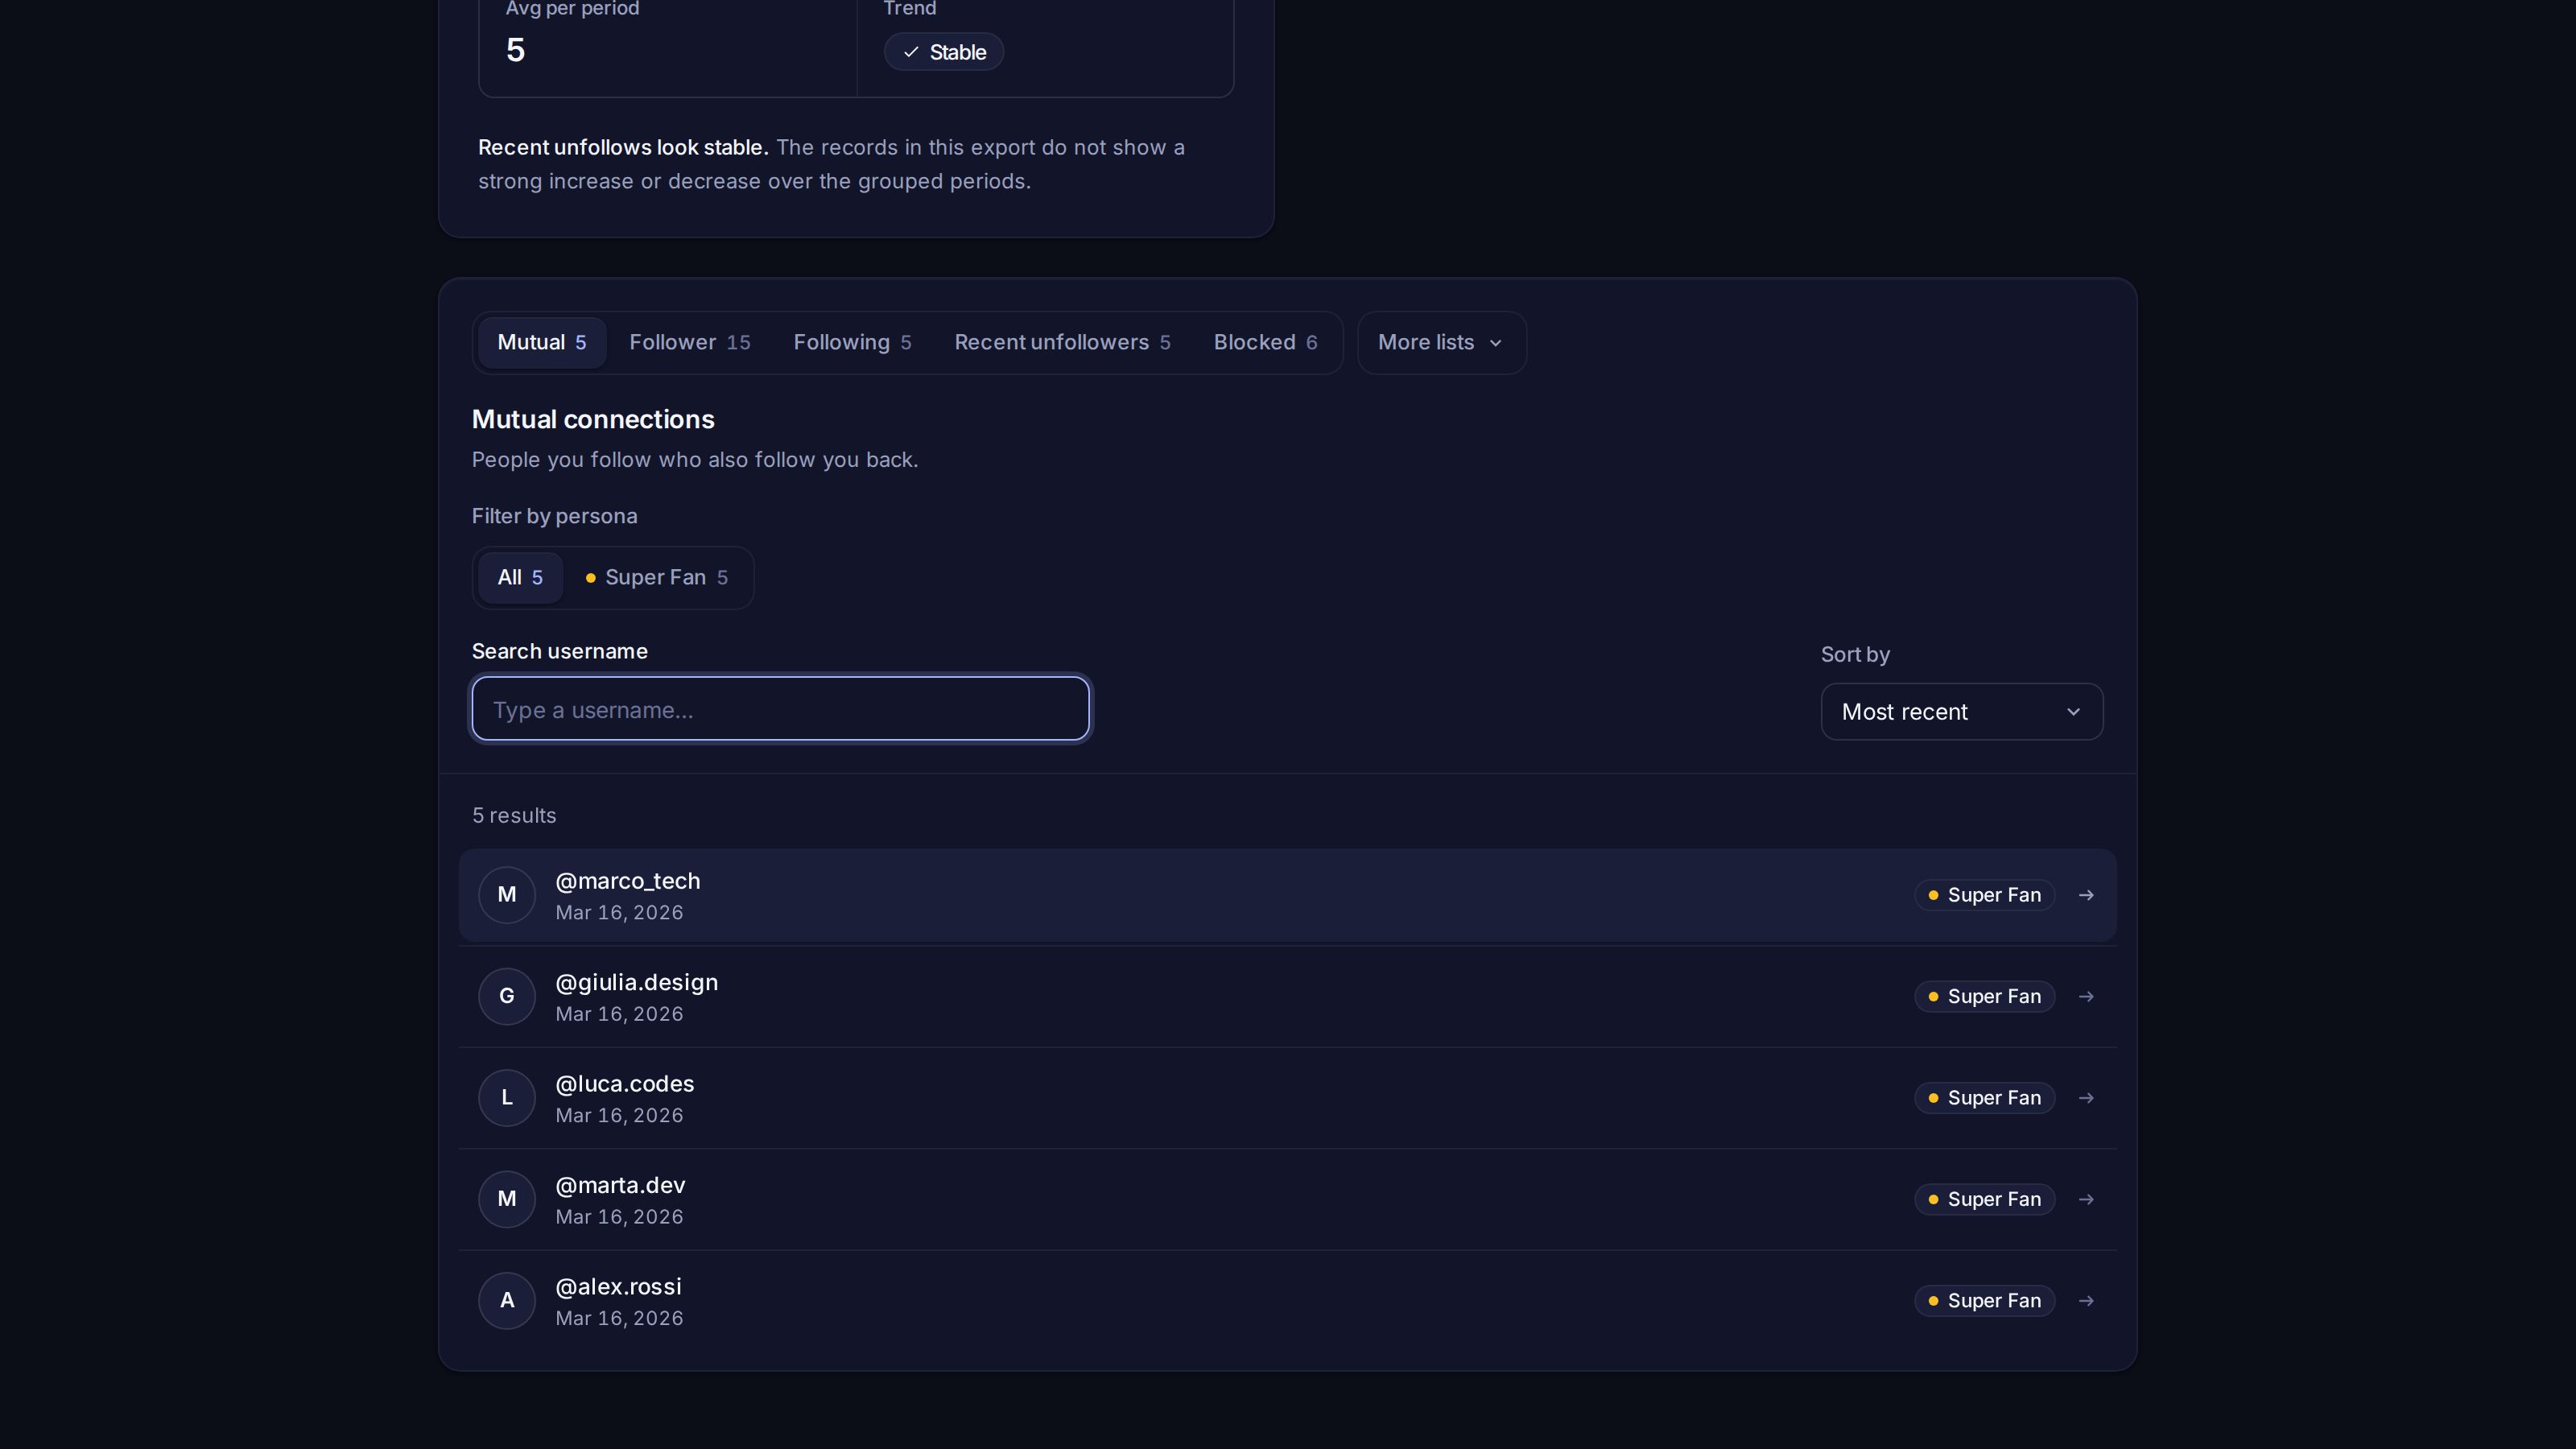 Avg per period
Trend
5
Stable
Recent unfollows look stable. The records in this export do not show a
strong increase or decrease over the grouped periods.
Mutual 5
Follower 15
Following 5
Recent unfollowers 5
Blocked 6
More lists
Mutual connections
People you follow who also follow you back.
Filter by persona
All 5
Super Fan 5
Search username
Sort by
Type a username...
Most recent
5 results
M
@marco_tech
Mar 16, 2026
Super Fan
G
@giulia.design
Mar 16, 2026
Super Fan
L
@luca.codes
Mar 16, 2026
Super Fan
M
@marta.dev
Mar 16, 2026
Super Fan
A
@alex.rossi
Mar 16, 2026
Super Fan